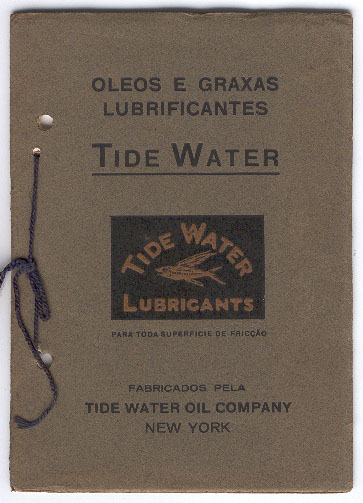 OLEOS E GRAXAS
LUBRIFICANTES
TIDE WATER
TIDE WATER
LUBRICANTS
PARA TODA SUPERFICIE DE FRICÇÃO
FABRICADOS PELA
TIDE WATER OIL COMPANY
NEW YORK